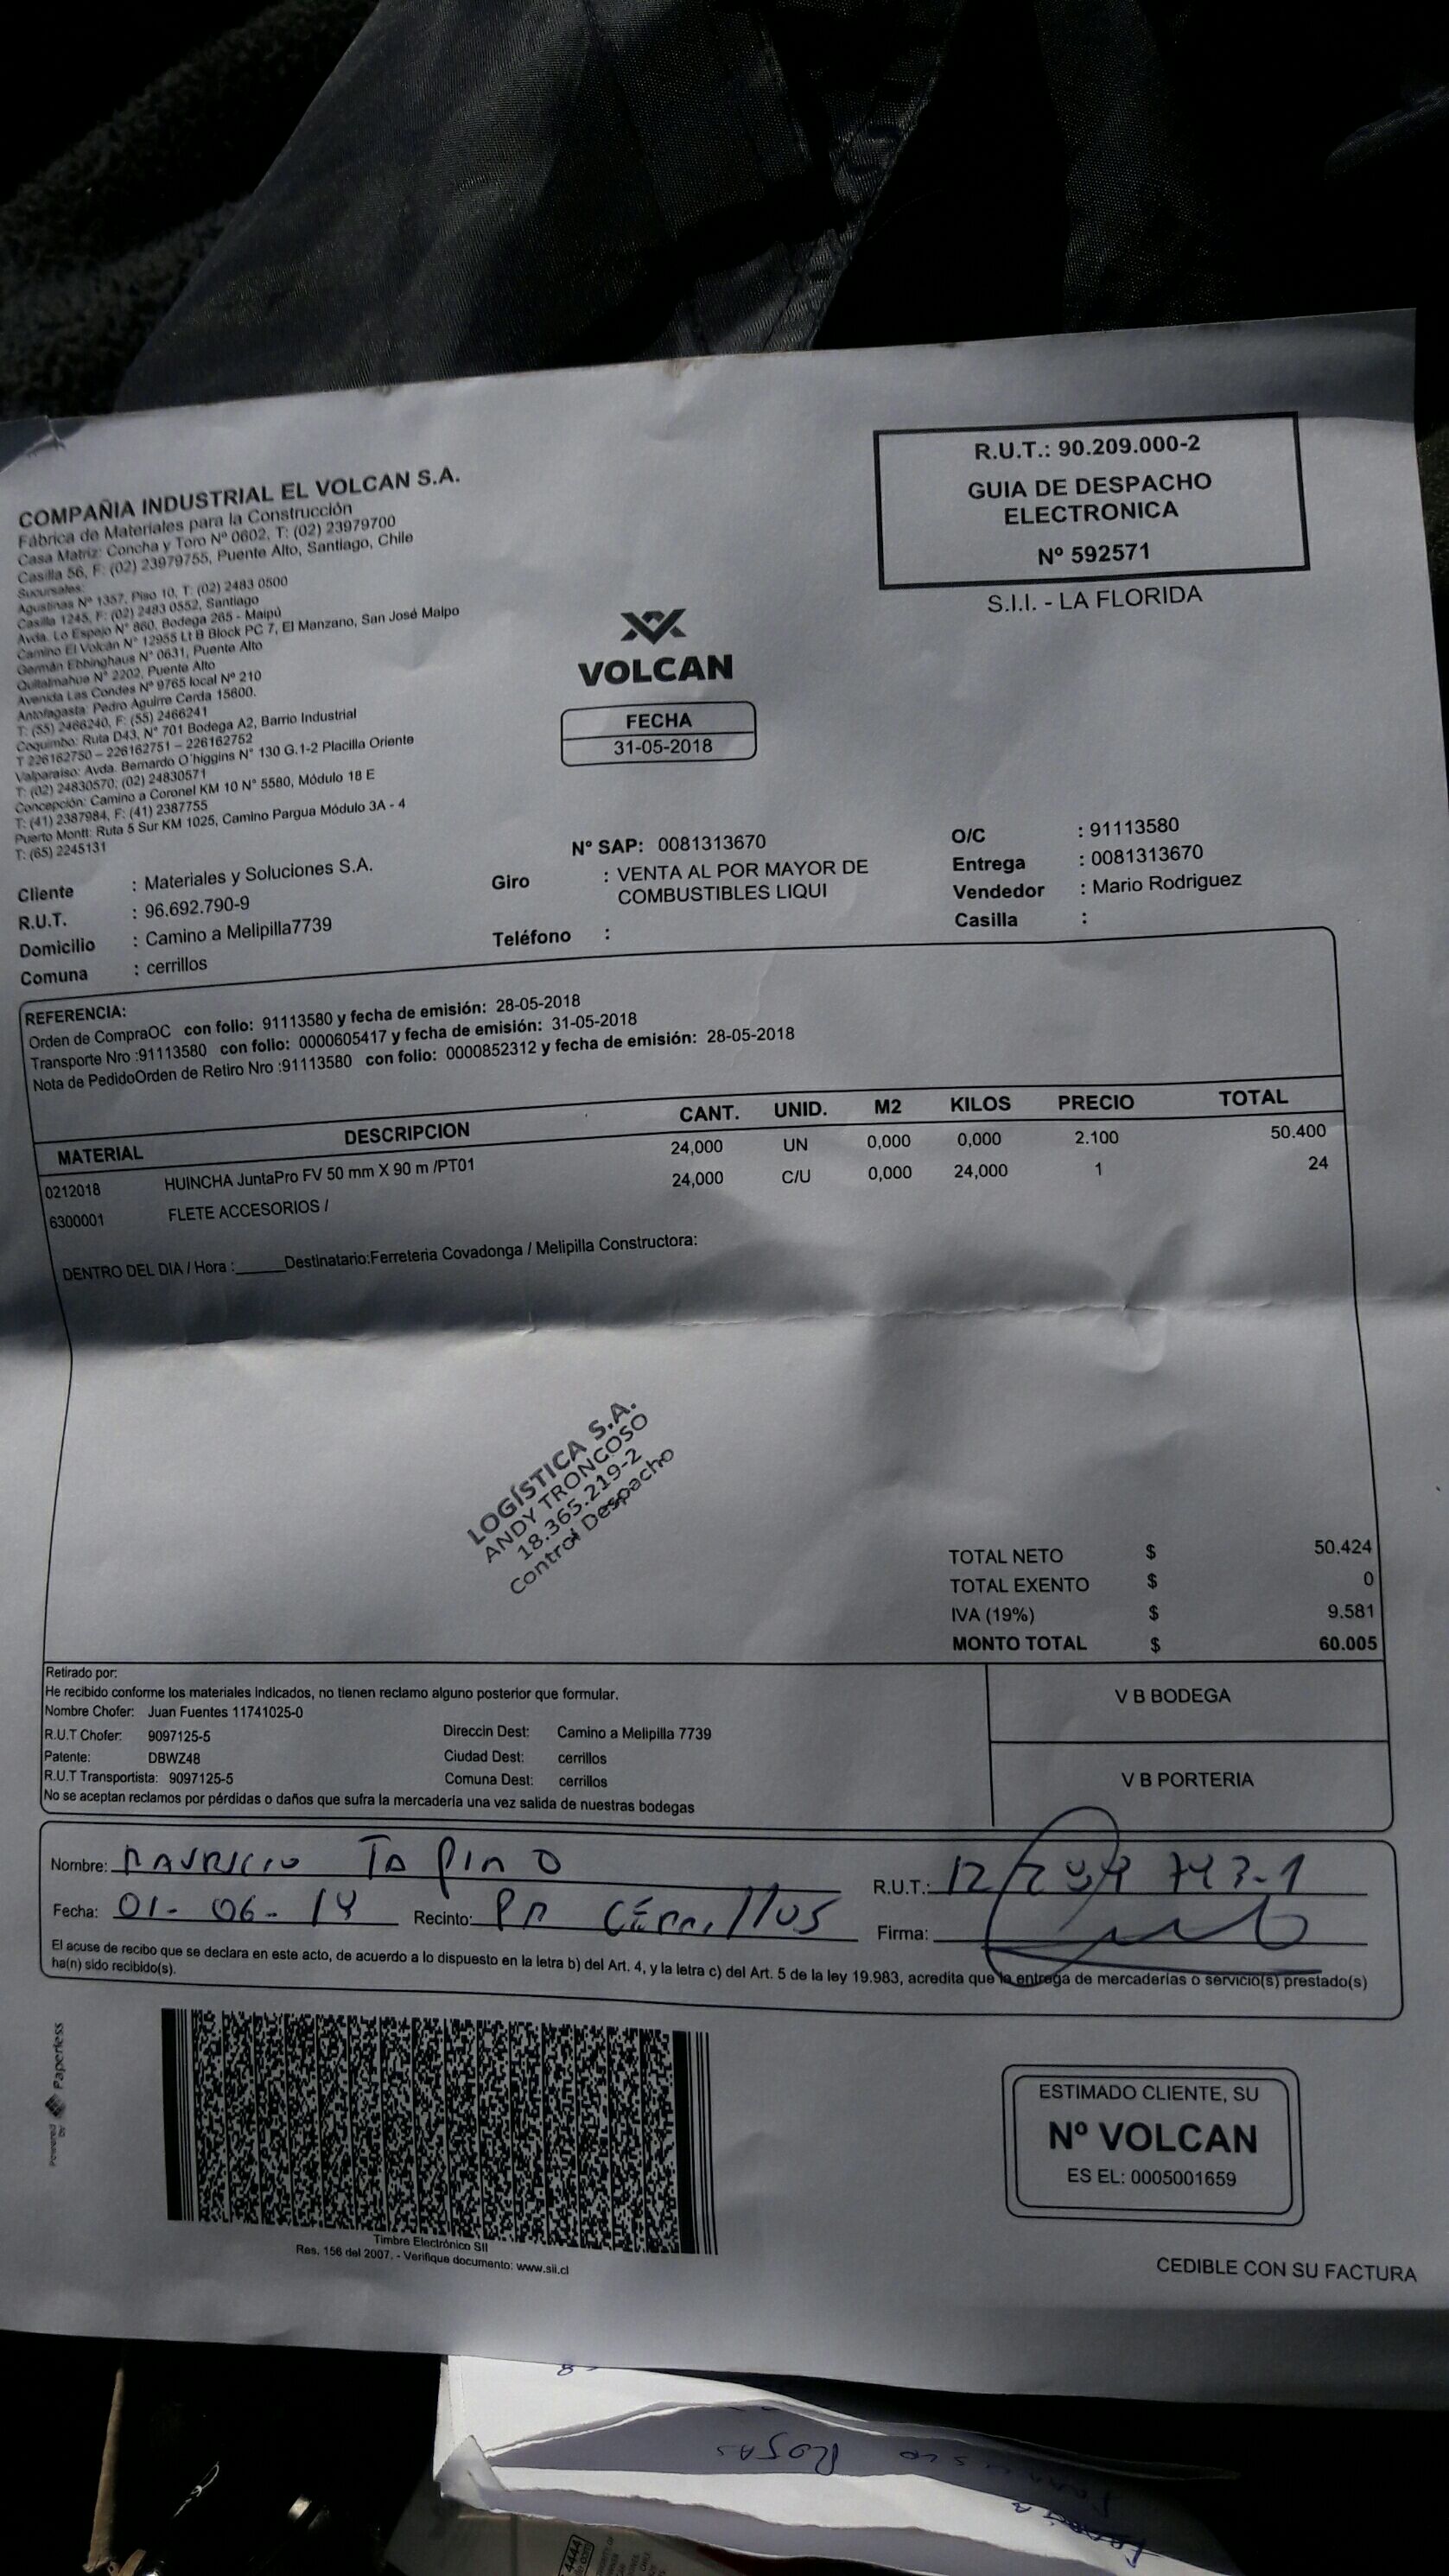 COMPAÑIA INDUSTRIAL EL VOLCAN S.A.
Fábrica de Materiales para la Construcción
Casa Matriz: Concha y Toro Nº 0602, T: (02) 23979700
Casilla 56, F: (02) 23979755, Puente Alto, Santiago, Chile
Sucursales:
Agustinas Nº 1357, Piso 10, T: (02) 2483 0500
Casilla 1245, F: (02) 2483 0552, Santiago
Avda. Lo Espejo N° 860, Bodega 265 - Maipú
Camino El Volcán N° 12955 Lt B Block PC 7, El Manzano, San José Maipo
Germán Ebbinghaus N° 0631, Puente Alto
Quitalmahue N° 2202, Puente Alto
Avenida Las Condes Nº 9765 local Nº 210
Antofagasta: Pedro Aguirre Cerda 15600.
T: (55) 2466240, F: (55) 2466241
Coquimbo: Ruta D43, N° 701 Bodega A2, Barrio Industrial
T 226162750 – 226162751 – 226162752
Valparaíso: Avda. Bernardo O´higgins N° 130 G.1-2 Placilla Oriente
T: (02) 24830570; (02) 24830571
Concepción: Camino a Coronel KM 10 N° 5580, Módulo 18 E
T: (41) 2387984, F: (41) 2387755
Puerto Montt: Ruta 5 Sur KM 1025, Camino Pargua Módulo 3A - 4
T: (65) 2245131
R.U.T.: 90.209.000-2
GUIA DE DESPACHO
ELECTRONICA
Nº 592571
S.I.I. - LA FLORIDA
VOLCAN
FECHA
31-05-2018
Cliente : Materiales y Soluciones S.A.
R.U.T. : 96.692.790-9
Domicilio : Camino a Melipilla7739
Comuna : cerrillos
Nº SAP: 0081313670
Giro : VENTA AL POR MAYOR DE
COMBUSTIBLES LIQUI
Teléfono :
O/C : 91113580
Entrega : 0081313670
Vendedor : Mario Rodriguez
Casilla :
REFERENCIA:
Orden de CompraOC con folio: 91113580 y fecha de emisión: 28-05-2018
Transporte Nro :91113580 con folio: 0000605417 y fecha de emisión: 31-05-2018
Nota de PedidoOrden de Retiro Nro :91113580 con folio: 0000852312 y fecha de emisión: 28-05-2018
MATERIAL DESCRIPCION CANT. UNID. M2 KILOS PRECIO TOTAL
0212018 HUINCHA JuntaPro FV 50 mm X 90 m /PT01 24,000 UN 0,000 0,000 2.100 50.400
6300001 FLETE ACCESORIOS / 24,000 C/U 0,000 24,000 1 24
DENTRO DEL DIA / Hora :______Destinatario:Ferreteria Covadonga / Melipilla Constructora:
LOGÍSTICA S.A.
ANDY TRONCOSO
18.365.219-2
Control Despacho
TOTAL NETO $ 50.424
TOTAL EXENTO $ 0
IVA (19%) $ 9.581
MONTO TOTAL $ 60.005
Retirado por:
He recibido conforme los materiales indicados, no tienen reclamo alguno posterior que formular.
Nombre Chofer: Juan Fuentes 11741025-0
R.U.T Chofer: 9097125-5
Patente: DBWZ48
R.U.T Transportista: 9097125-5
Direccin Dest: Camino a Melipilla 7739
Ciudad Dest: cerrillos
Comuna Dest: cerrillos
No se aceptan reclamos por pérdidas o daños que sufra la mercadería una vez salida de nuestras bodegas
V B BODEGA
V B PORTERIA
Nombre: MAURICIO
R.U.T.:
Fecha: 01-06-18 Recinto: PA CErrillos
Firma:
El acuse de recibo que se declara en este acto, de acuerdo a lo dispuesto en la letra b) del Art. 4, y la letra c) del Art. 5 de la ley 19.983, acredita que la entrega de mercaderías o servicio(s) prestado(s)
ha(n) sido recibido(s).
Powered by Paperless
Timbre Electrónico SII
Res. 156 del 2007. - Verifique documento: www.sii.cl
ESTIMADO CLIENTE, SU
Nº VOLCAN
ES EL: 0005001659
CEDIBLE CON SU FACTURA
Rojas
4444